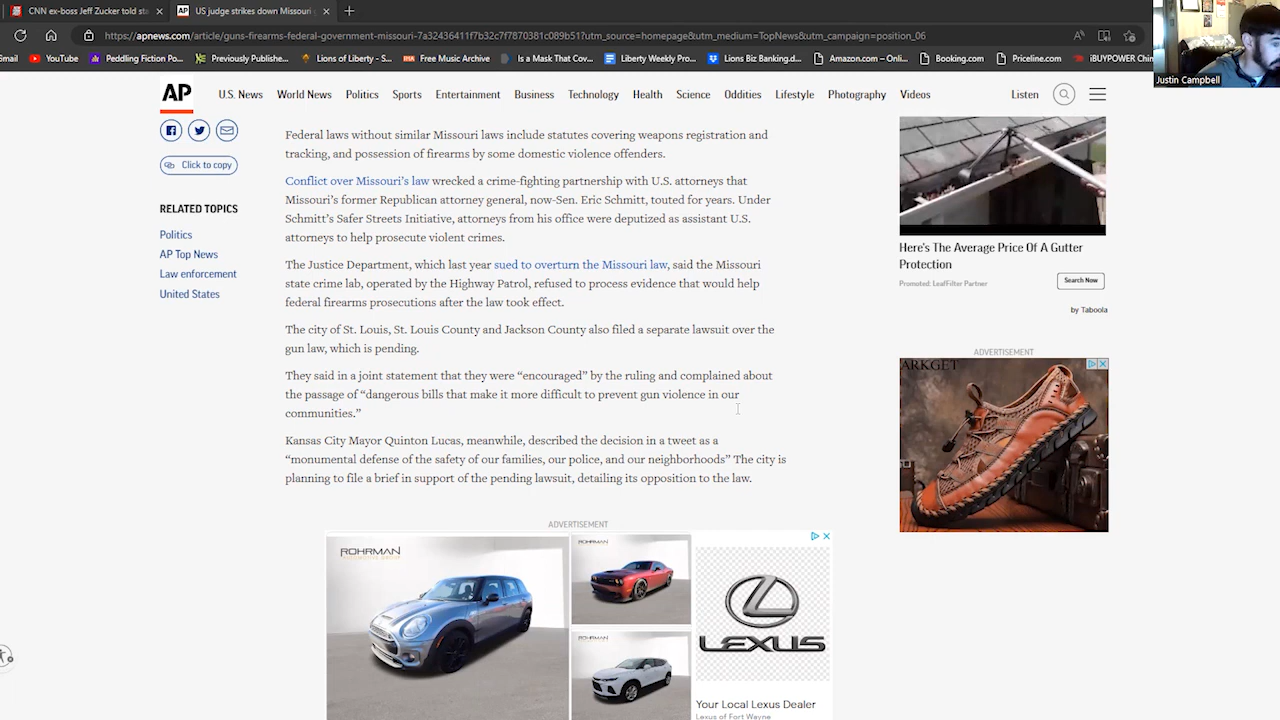 CNN ex-boss Jeff Zucker told sta
US judge strikes down Missouri g
https://apnews.com/article/guns-firearms-federal-government-missouri-7a32436411f7b32c7f7870381c089b51?utm_source=homepage&utm_medium=TopNews&utm_campaign=position_06
mail
YouTube
Peddling Fiction Po...
Previously Publishe...
Lions of Liberty -...
Free Music Archive
Is a Mask That Cov...
Liberty Weekly Pro...
Lions Biz Banking.d...
Amazon.com – Onli...
Booking.com
Priceline.com
iBUYPOWER Chim
Justin Campbell
AP
U.S. News
World News
Politics
Sports
Entertainment
Business
Technology
Health
Science
Oddities
Lifestyle
Photography
Videos
Listen
Click to copy
RELATED TOPICS
Politics
AP Top News
Law enforcement
United States
Federal laws without similar Missouri laws include statutes covering weapons registration and
tracking, and possession of firearms by some domestic violence offenders.
Conflict over Missouri's law wrecked a crime-fighting partnership with U.S. attorneys that
Missouri's former Republican attorney general, now-Sen. Eric Schmitt, touted for years. Under
Schmitt's Safer Streets Initiative, attorneys from his office were deputized as assistant U.S.
attorneys to help prosecute violent crimes.
The Justice Department, which last year sued to overturn the Missouri law, said the Missouri
state crime lab, operated by the Highway Patrol, refused to process evidence that would help
federal firearms prosecutions after the law took effect.
The city of St. Louis, St. Louis County and Jackson County also filed a separate lawsuit over the
gun law, which is pending.
They said in a joint statement that they were “encouraged” by the ruling and complained about
the passage of “dangerous bills that make it more difficult to prevent gun violence in our
communities.”
Kansas City Mayor Quinton Lucas, meanwhile, described the decision in a tweet as a
“monumental defense of the safety of our families, our police, and our neighborhoods” The city is
planning to file a brief in support of the pending lawsuit, detailing its opposition to the law.
Here's The Average Price Of A Gutter
Protection
Promoted: LeafFilter Partner
Search Now
by Taboola
ADVERTISEMENT
ARKGET
ADVERTISEMENT
ROHRMAN
ROHRMAN
ROHRMAN
LEXUS
Your Local Lexus Dealer
Lexus of Fort Wayne